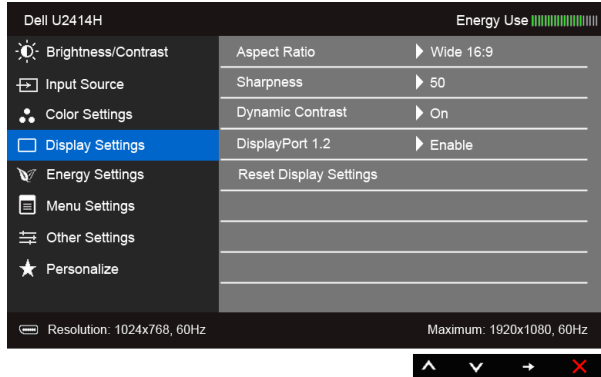 Dell U2414H Energy Use
Brightness/Contrast Aspect Ratio Wide 16:9
Input Source Sharpness 50
Color Settings Dynamic Contrast On
Display Settings DisplayPort 1.2 Enable
Energy Settings Reset Display Settings
Menu Settings
Other Settings
Personalize
Resolution: 1024x768, 60Hz Maximum: 1920x1080, 60Hz